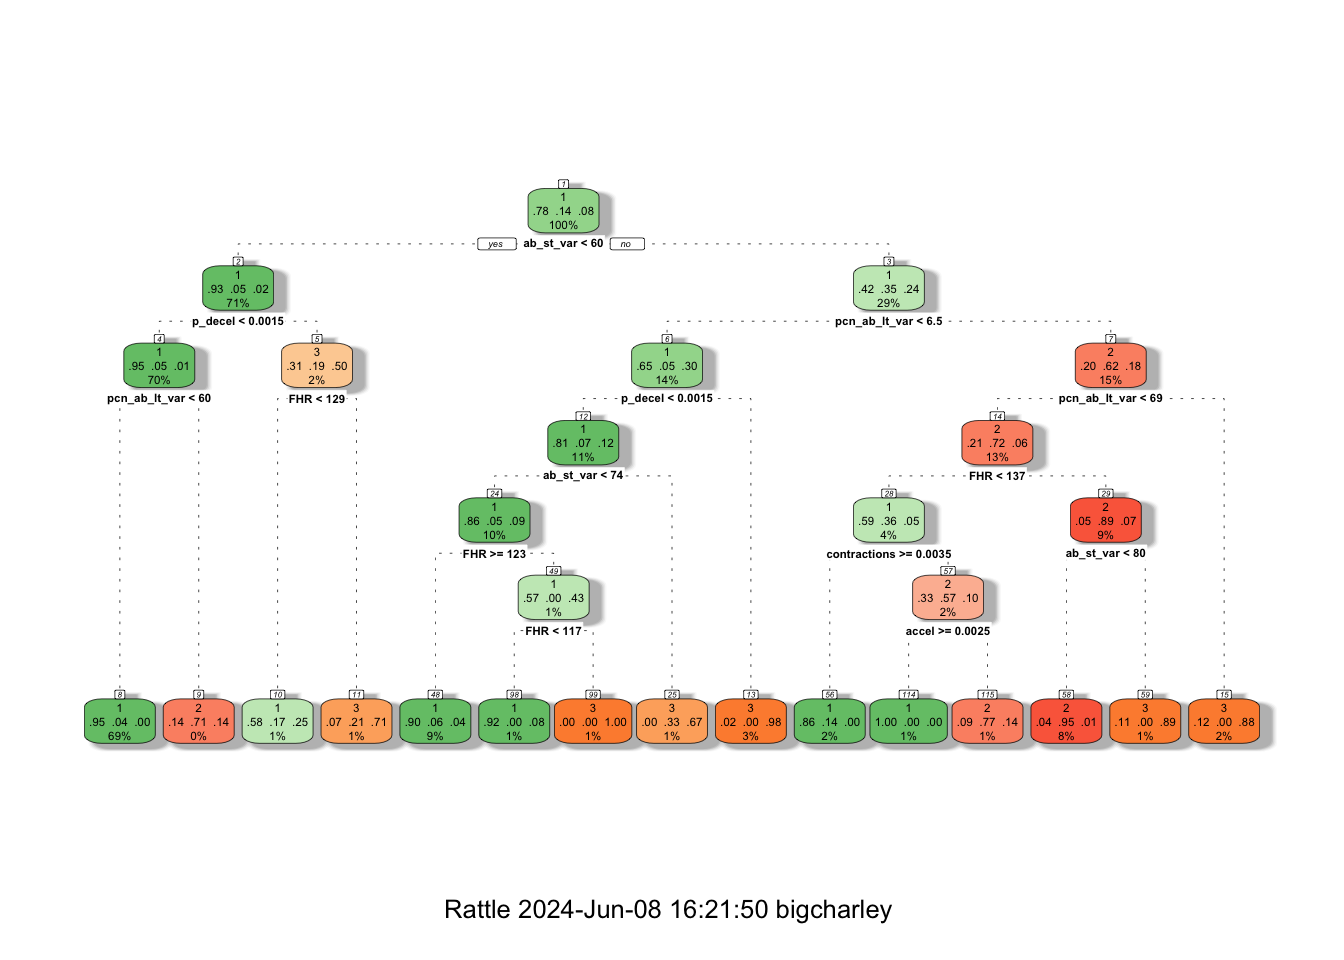 1
1
.78 .14 .08
100%
yes ab_st_var < 60 no
2
1
.93 .05 .02
71%
p_decel < 0.0015
3
1
.42 .35 .24
29%
pcn_ab_lt_var < 6.5
4
1
.95 .05 .01
70%
pcn_ab_lt_var < 60
5
3
.31 .19 .50
2%
FHR < 129
6
1
.65 .05 .30
14%
p_decel < 0.0015
7
2
.20 .62 .18
15%
pcn_ab_lt_var < 69
12
1
.81 .07 .12
11%
ab_st_var < 74
14
2
.21 .72 .06
13%
FHR < 137
24
1
.86 .05 .09
10%
FHR >= 123
28
1
.59 .36 .05
4%
contractions >= 0.0035
29
2
.05 .89 .07
9%
ab_st_var < 80
49
1
.57 .00 .43
1%
FHR < 117
57
2
.33 .57 .10
2%
accel >= 0.0025
8
1
.95 .04 .00
69%
9
2
.14 .71 .14
0%
10
1
.58 .17 .25
1%
11
3
.07 .21 .71
1%
48
1
.90 .06 .04
9%
98
1
.92 .00 .08
1%
99
3
.00 .00 1.00
1%
25
3
.00 .33 .67
1%
13
3
.02 .00 .98
3%
56
1
.86 .14 .00
2%
114
1
1.00 .00 .00
1%
115
2
.09 .77 .14
1%
58
2
.04 .95 .01
8%
59
3
.11 .00 .89
1%
15
3
.12 .00 .88
2%
Rattle 2024-Jun-08 16:21:50 bigcharley